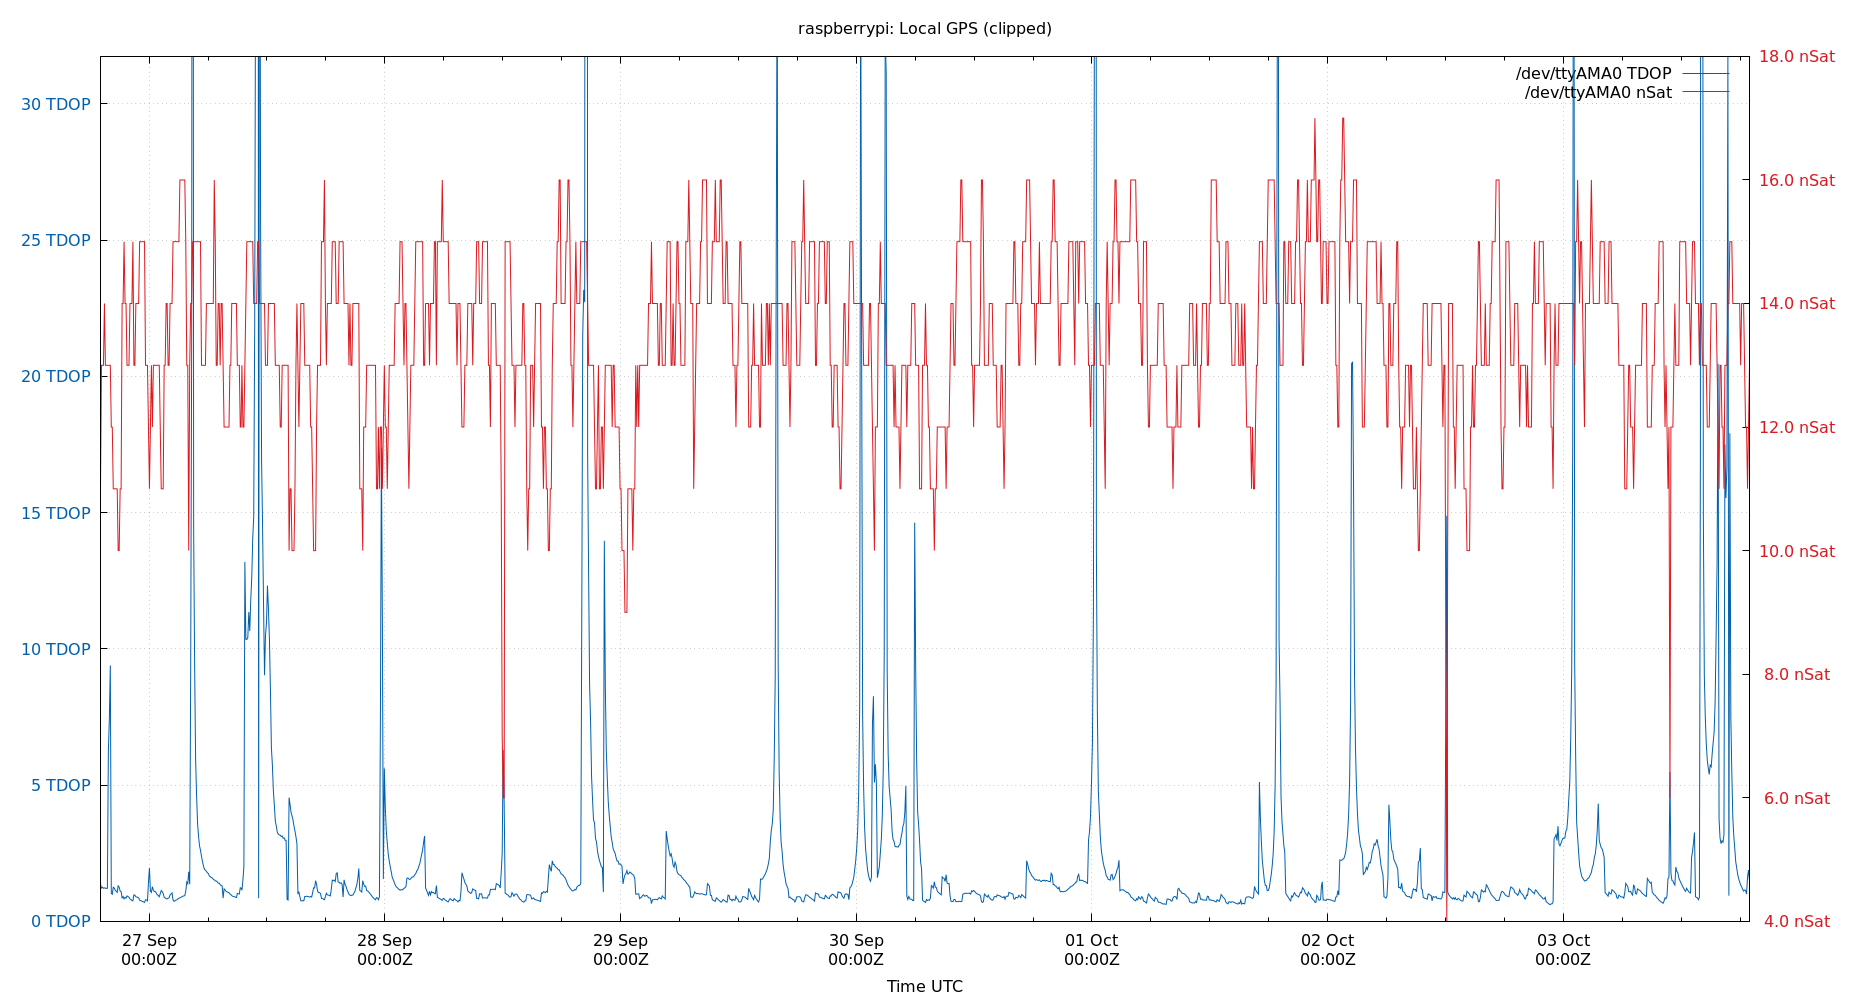 raspberrypi: Local GPS (clipped)
/dev/ttyAMA0 TDOP
/dev/ttyAMA0 nSat
30 TDOP
25 TDOP
20 TDOP
15 TDOP
10 TDOP
5 TDOP
0 TDOP
18.0 nSat
16.0 nSat
14.0 nSat
12.0 nSat
10.0 nSat
8.0 nSat
6.0 nSat
4.0 nSat
27 Sep 28 Sep 29 Sep 30 Sep 01 Oct 02 Oct 03 Oct
00:00Z 00:00Z 00:00Z 00:00Z 00:00Z 00:00Z 00:00Z
Time UTC